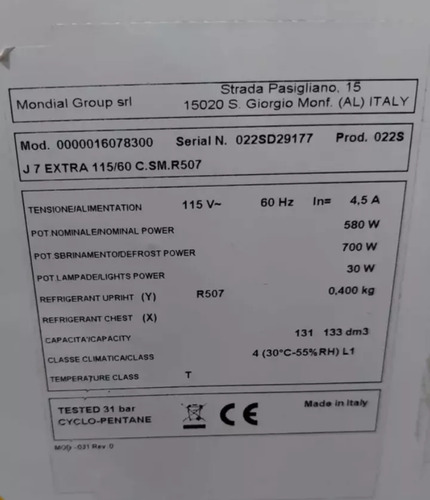 Mondial Group srl Strada Pasigliano, 15
15020 S. Giorgio Monf. (AL) ITALY
Mod. 0000016078300 Serial N. 022SD29177 Prod. 022S
J 7 EXTRA 115/60 C.SM.R507
TENSIONE/ALIMENTATION 115 V~ 60 Hz In= 4,5 A
POT.NOMINALE/NOMINAL POWER 580 W
POT.SBRINAMENTO/DEFROST POWER 700 W
POT.LAMPADE/LIGHTS POWER 30 W
REFRIGERANT UPRIHT (Y) R507 0,400 kg
REFRIGERANT CHEST (X)
CAPACITA'/CAPACITY 131 133 dm3
CLASSE CLIMATICA/CLASS 4 (30°C-55%RH) L1
TEMPERATURE CLASS T
TESTED 31 bar
CYCLO-PENTANE
CE
Made in Italy
MOD - 031 Rev. 0